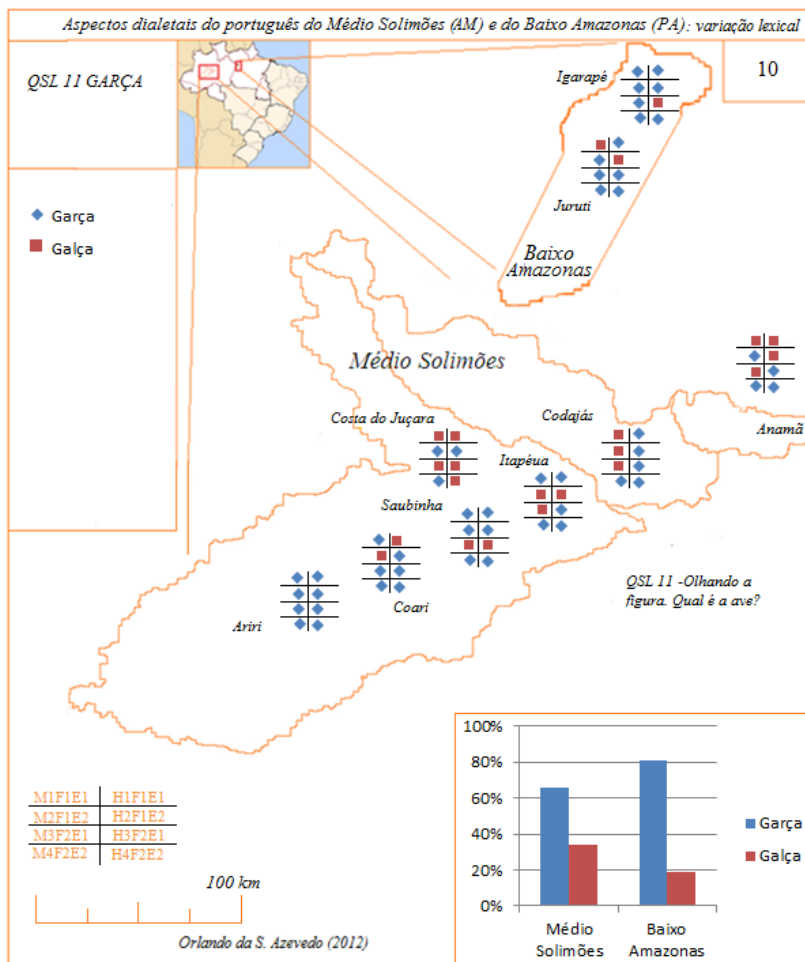 Aspectos dialetais do português do Médio Solimões (AM) e do Baixo Amazonas (PA): variação lexical
QSL 11 GARÇA
10
Igarapé
Garça
Galça
Juruti
Baixo
Amazonas
Médio Solimões
Costa do Juçara
Codajás
Anamã
Itapéua
Saubinha
QSL 11 -Olhando a
figura. Qual é a ave?
Coari
Ariri
M1F1E1 H1F1E1
M2F1E2 H2F1E2
M3F2E1 H3F2E1
M4F2E2 H4F2E2
100 km
Orlando da S. Azevedo (2012)
100%
80%
60%
40%
20%
0%
Garça
Galça
Médio
Solimões
Baixo
Amazonas